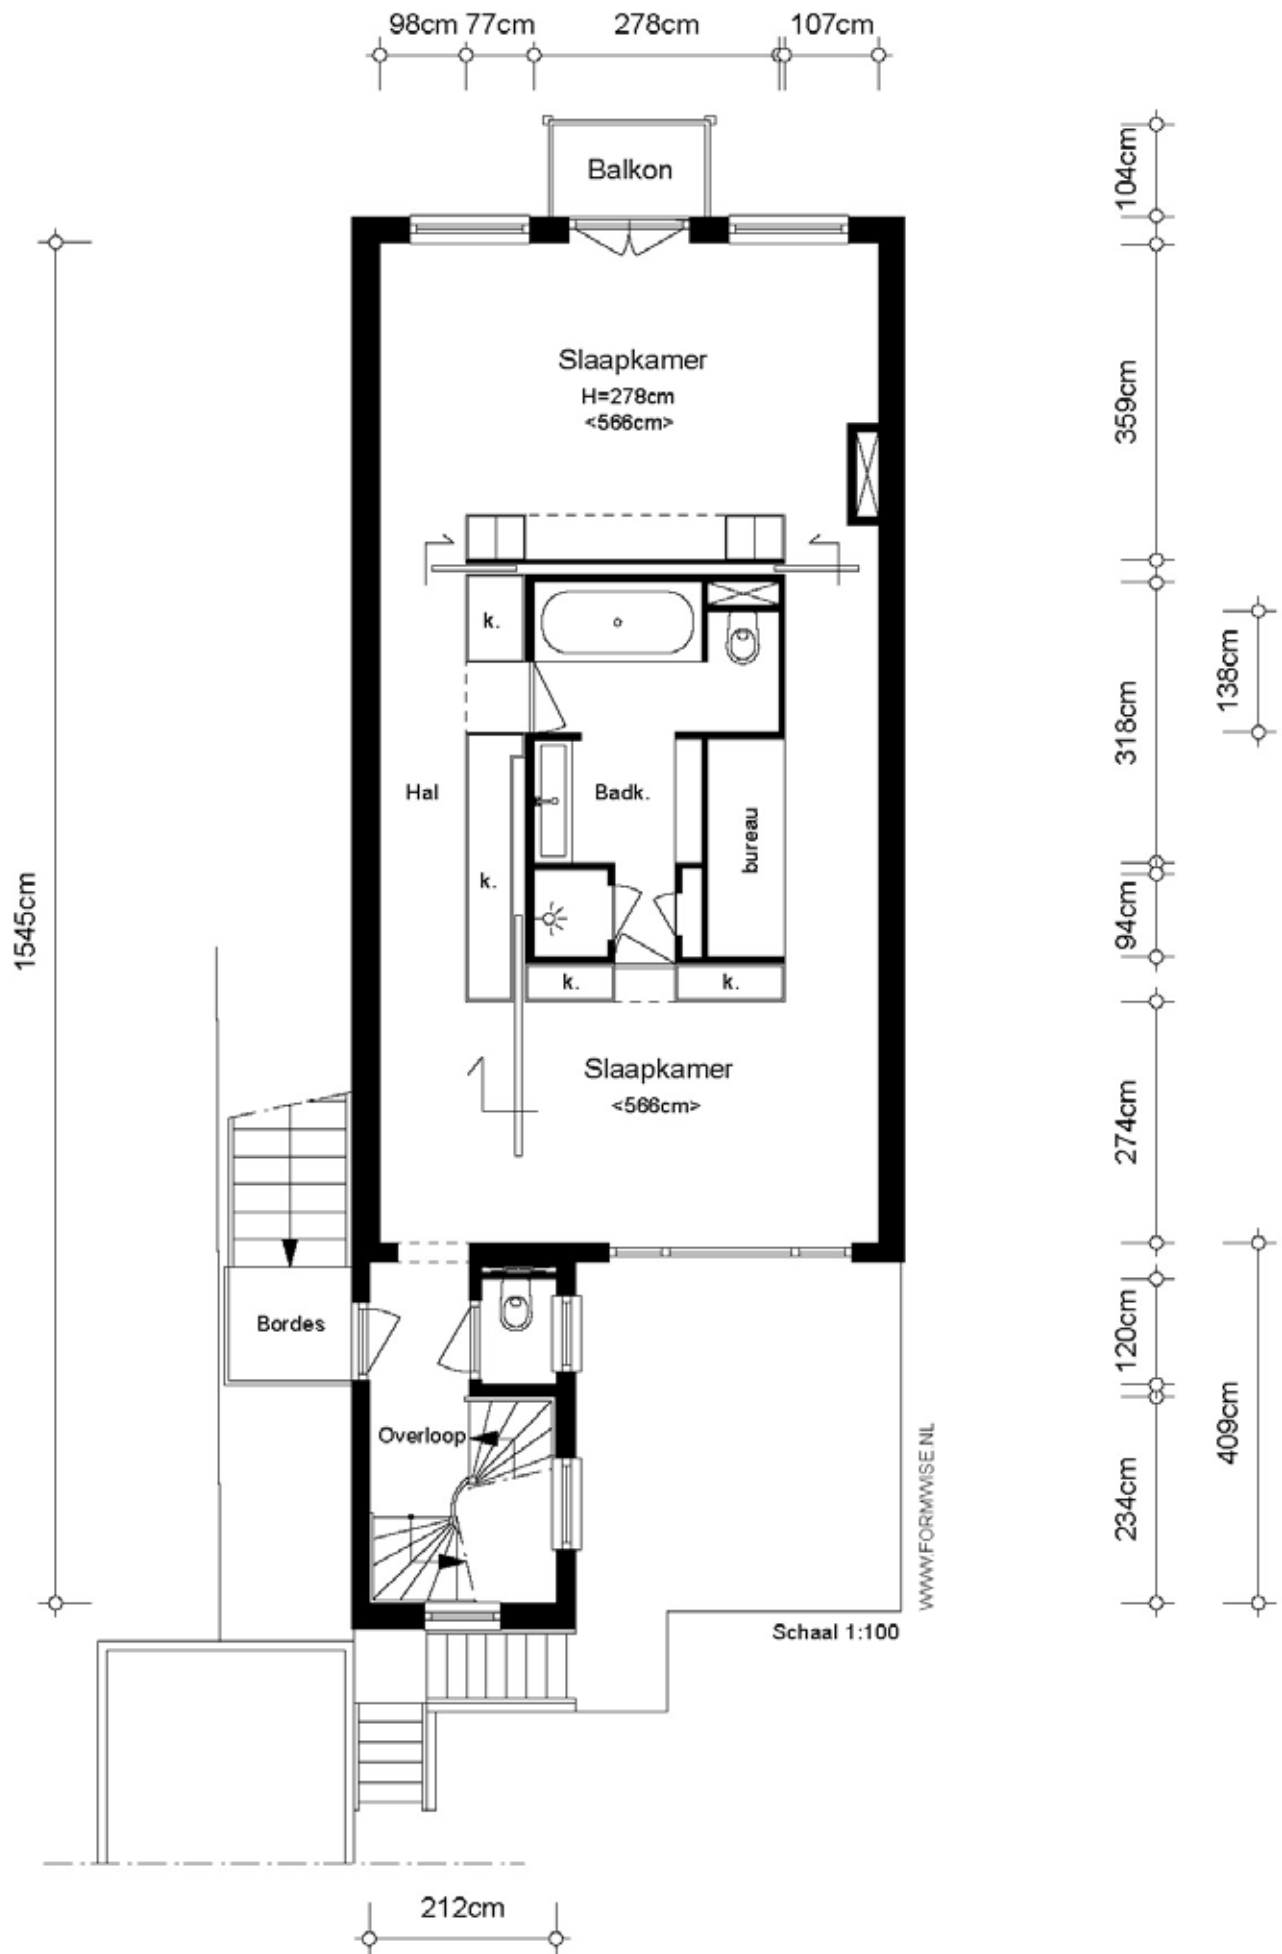 98cm 77cm 278cm 107cm
Balkon
104cm
Slaapkamer
H=278cm
<566cm>
359cm
k.
138cm
318cm
Hal
Badk.
bureau
k.
1545cm
94cm
k.
k.
Slaapkamer
<566cm>
274cm
Bordes
120cm
Overloop
409cm
234cm
WWW.FORMWISE.NL
Schaal 1:100
212cm